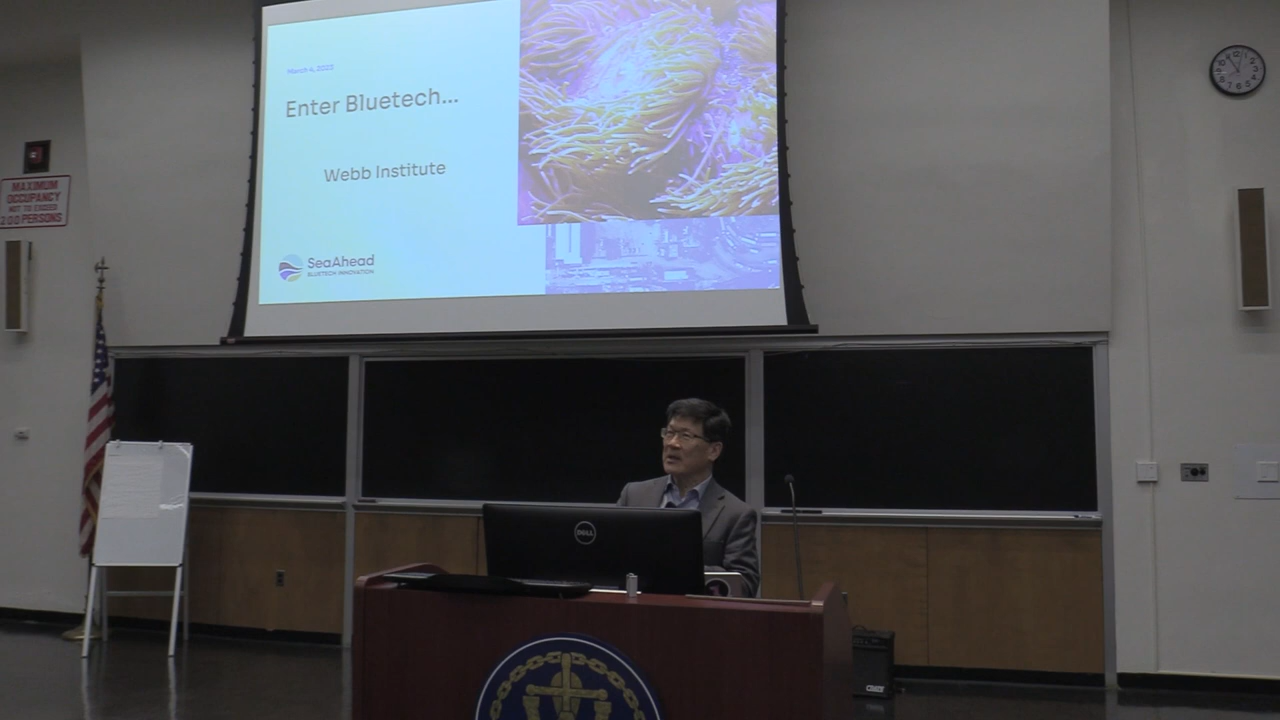 March 4, 2022
Enter Bluetech...
Webb Institute
SeaAhead
BLUETECH INNOVATION
MAXIMUM
OCCUPANCY
NOT TO EXCEED
200 PERSONS
DELL